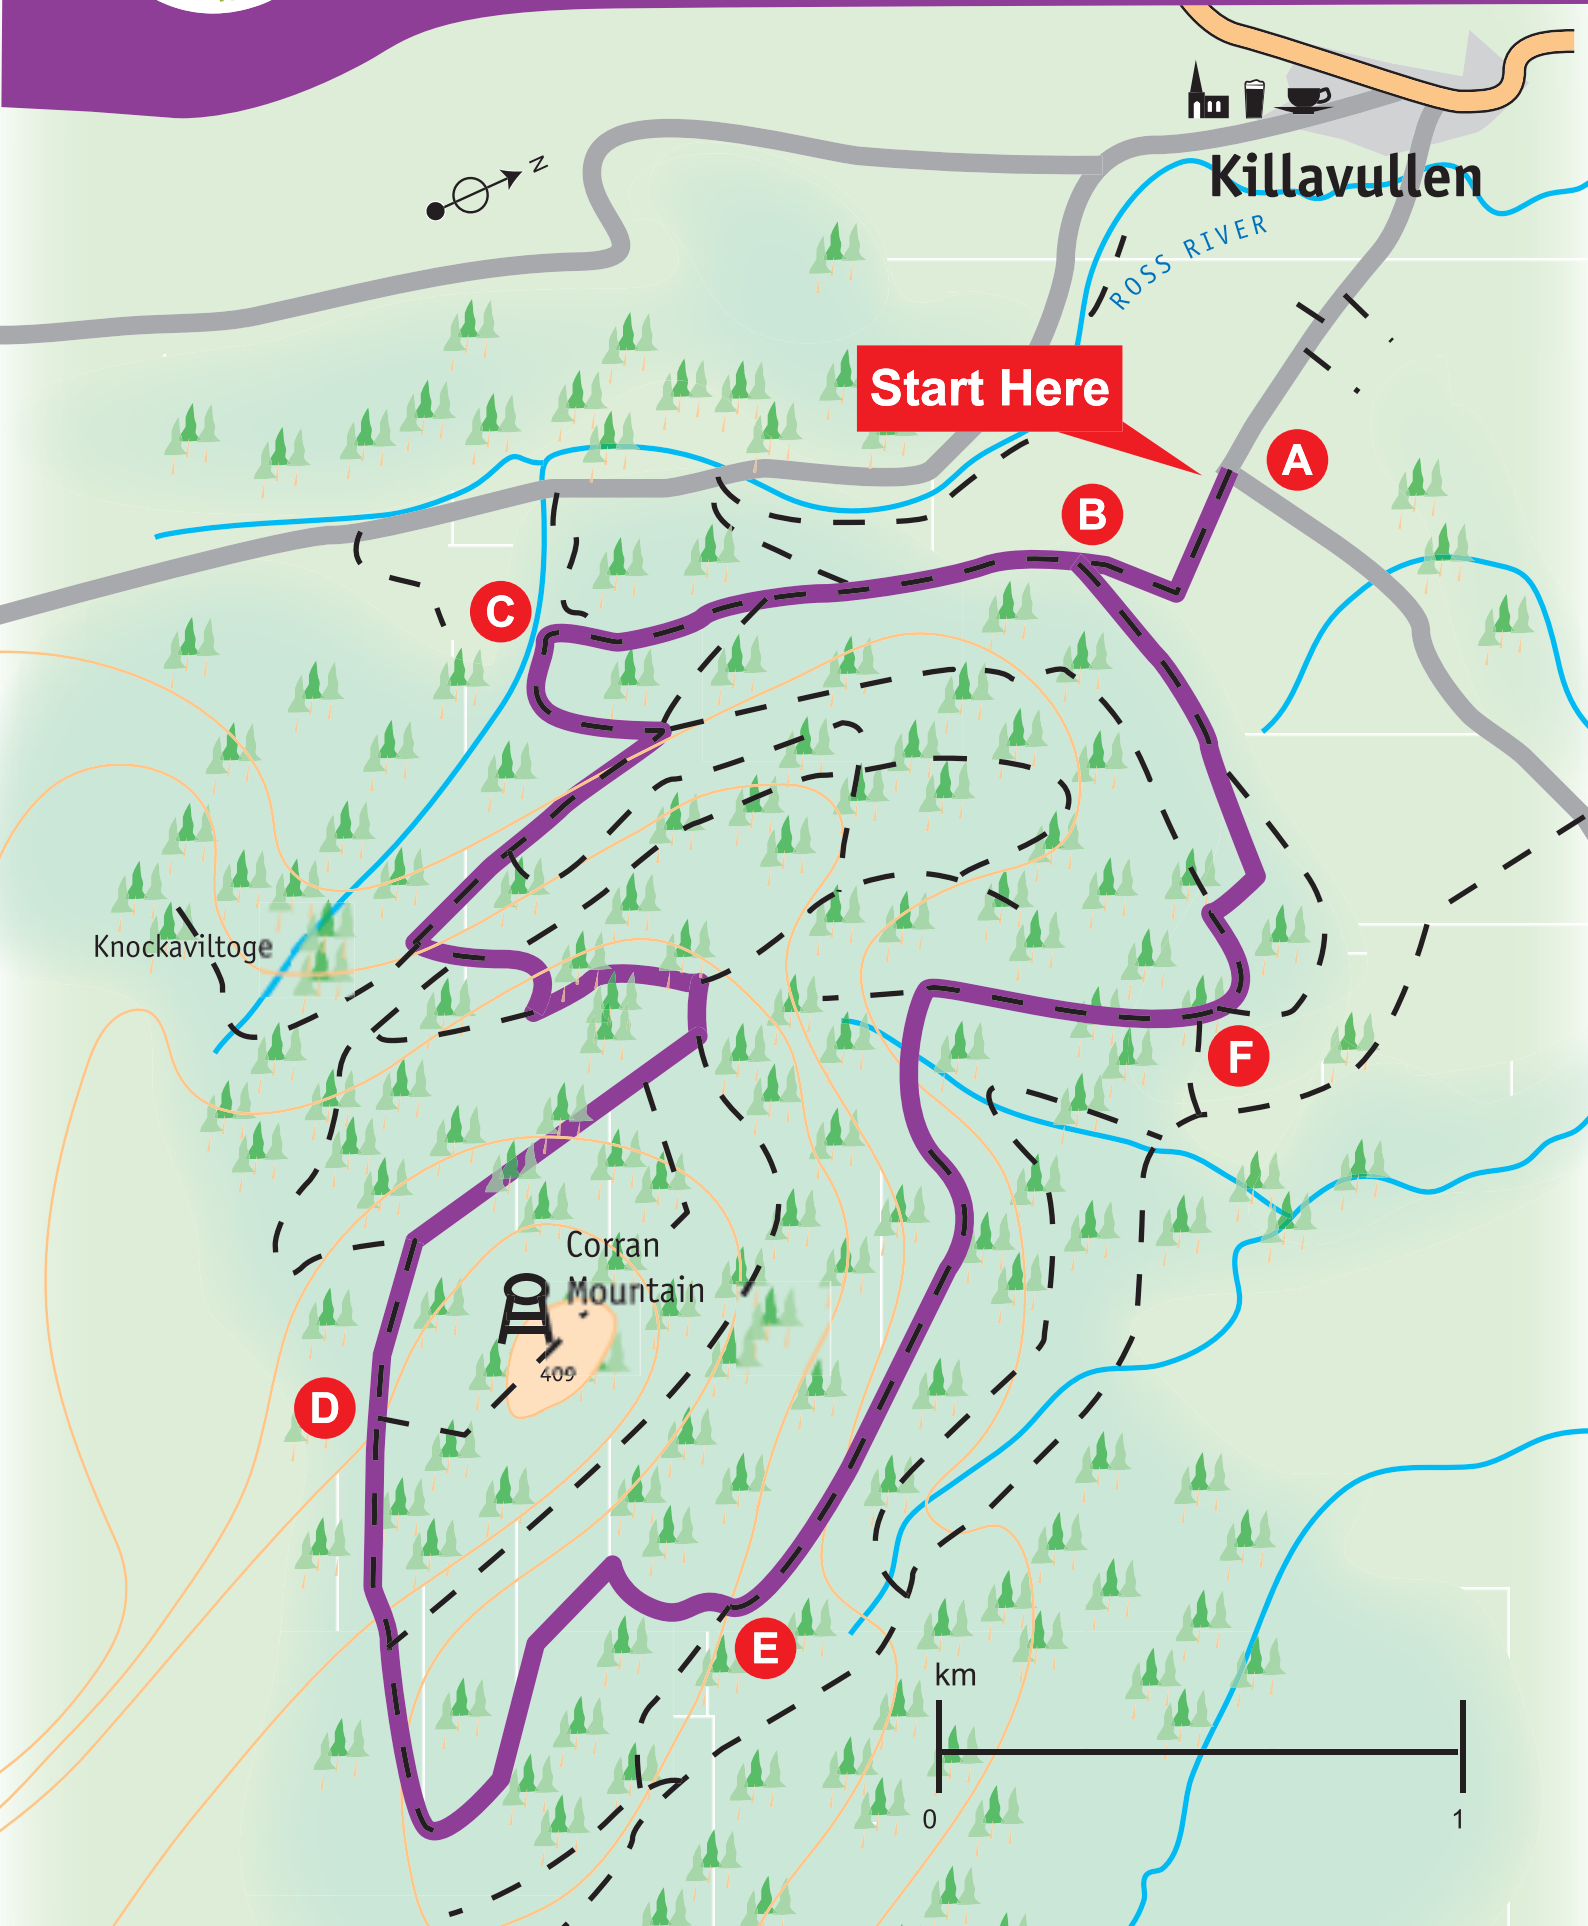 N
Killavullen
ROSS RIVER
Start Here
A
B
C
Knockaviltoge
F
Corran
Mountain
409
D
E
km
0
1